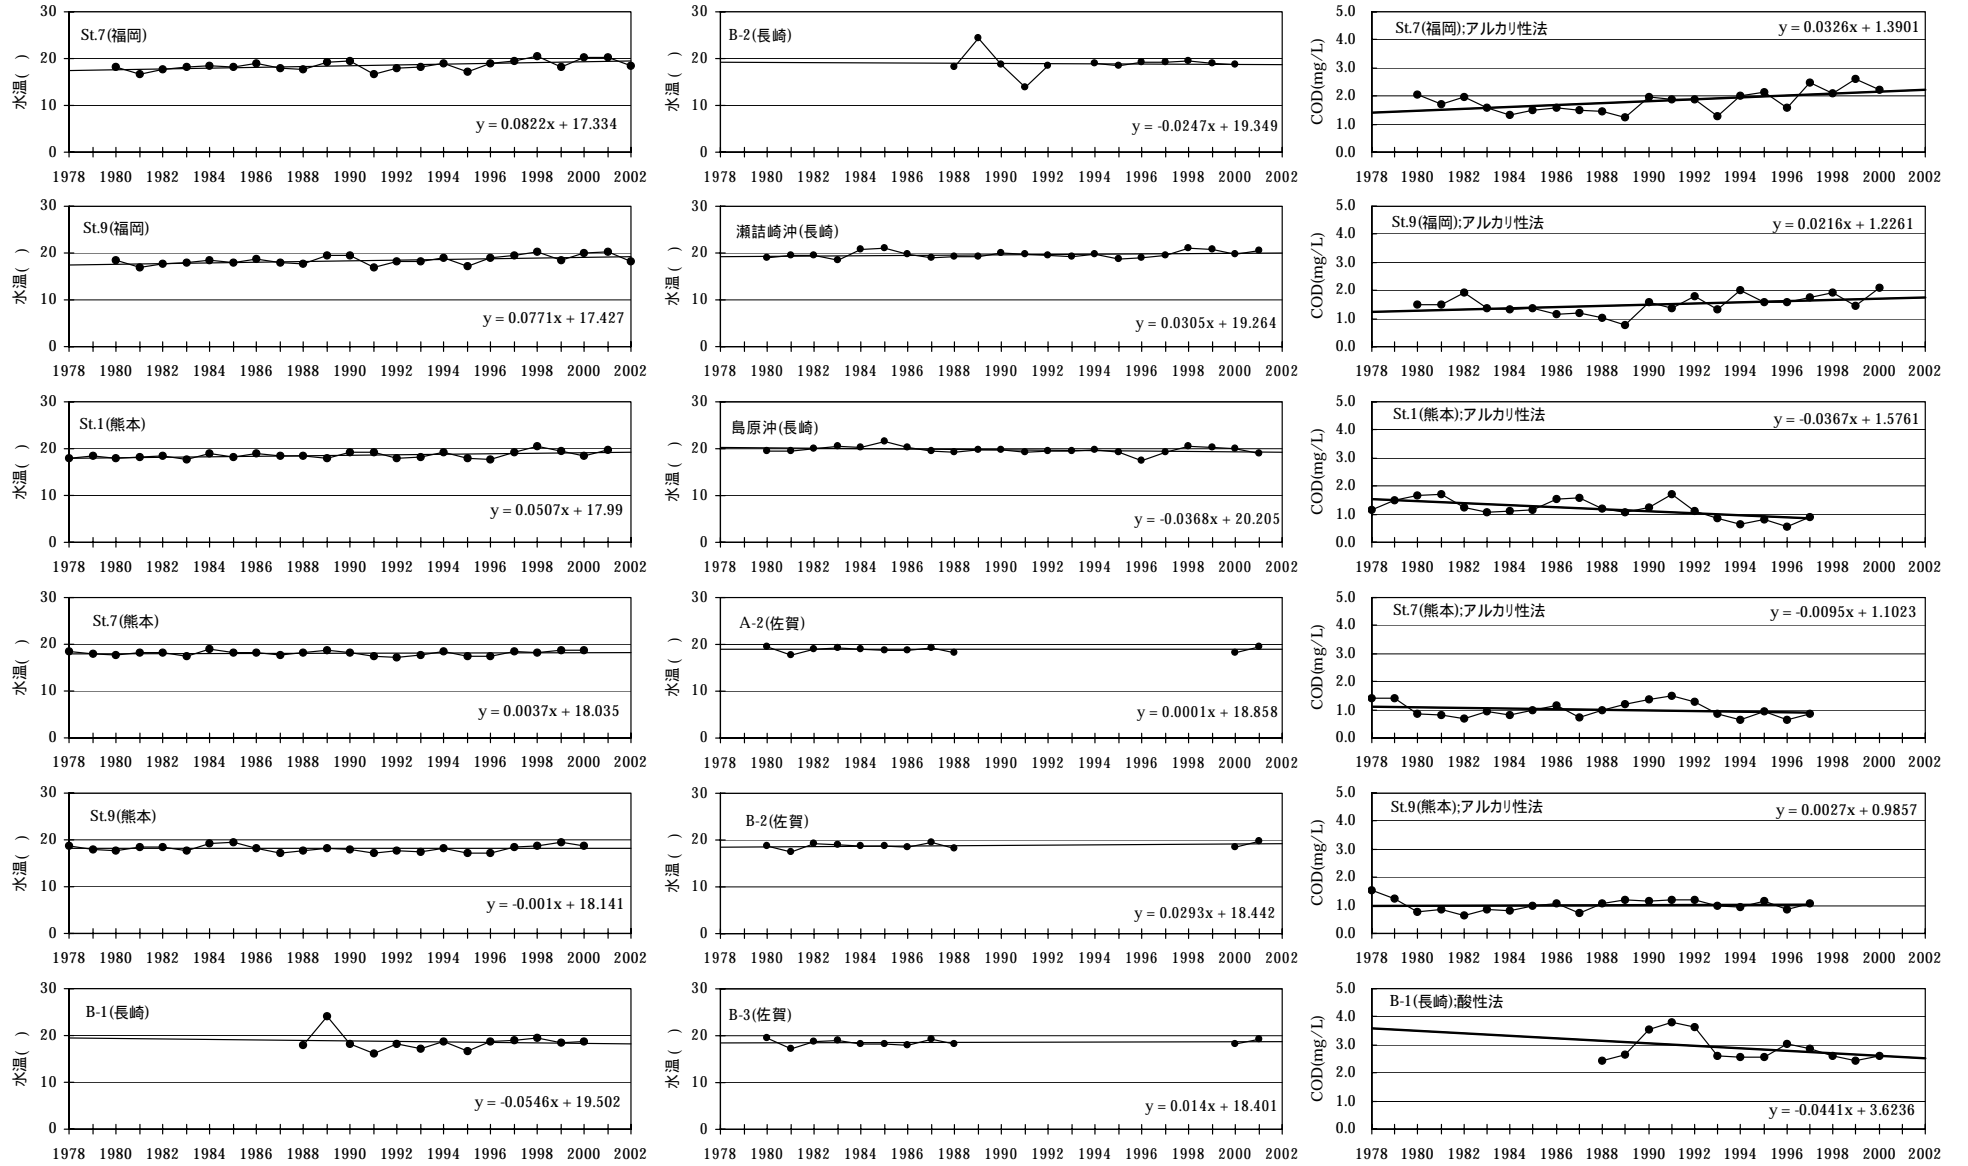 30 20 10 0
水温( )
St.7(福岡)
y = 0.0822x + 17.334
1978 1980 1982 1984 1986 1988 1990 1992 1994 1996 1998 2000 2002
30 20 10 0
水温( )
B-2(長崎)
y = -0.0247x + 19.349
1978 1980 1982 1984 1986 1988 1990 1992 1994 1996 1998 2000 2002
5.0 4.0 3.0 2.0 1.0 0.0
COD(mg/L)
St.7(福岡);アルカリ性法
y = 0.0326x + 1.3901
1978 1980 1982 1984 1986 1988 1990 1992 1994 1996 1998 2000 2002
30 20 10 0
水温( )
St.9(福岡)
y = 0.0771x + 17.427
1978 1980 1982 1984 1986 1988 1990 1992 1994 1996 1998 2000 2002
30 20 10 0
水温( )
瀬詰崎沖(長崎)
y = 0.0305x + 19.264
1978 1980 1982 1984 1986 1988 1990 1992 1994 1996 1998 2000 2002
5.0 4.0 3.0 2.0 1.0 0.0
COD(mg/L)
St.9(福岡);アルカリ性法
y = 0.0216x + 1.2261
1978 1980 1982 1984 1986 1988 1990 1992 1994 1996 1998 2000 2002
30 20 10 0
水温( )
St.1(熊本)
y = 0.0507x + 17.99
1978 1980 1982 1984 1986 1988 1990 1992 1994 1996 1998 2000 2002
30 20 10 0
水温( )
島原沖(長崎)
y = -0.0368x + 20.205
1978 1980 1982 1984 1986 1988 1990 1992 1994 1996 1998 2000 2002
5.0 4.0 3.0 2.0 1.0 0.0
COD(mg/L)
St.1(熊本);アルカリ性法
y = -0.0367x + 1.5761
1978 1980 1982 1984 1986 1988 1990 1992 1994 1996 1998 2000 2002
30 20 10 0
水温( )
St.7(熊本)
y = 0.0037x + 18.035
1978 1980 1982 1984 1986 1988 1990 1992 1994 1996 1998 2000 2002
30 20 10 0
水温( )
A-2(佐賀)
y = 0.0001x + 18.858
1978 1980 1982 1984 1986 1988 1990 1992 1994 1996 1998 2000 2002
5.0 4.0 3.0 2.0 1.0 0.0
COD(mg/L)
St.7(熊本);アルカリ性法
y = -0.0095x + 1.1023
1978 1980 1982 1984 1986 1988 1990 1992 1994 1996 1998 2000 2002
30 20 10 0
水温( )
St.9(熊本)
y = -0.001x + 18.141
1978 1980 1982 1984 1986 1988 1990 1992 1994 1996 1998 2000 2002
30 20 10 0
水温( )
B-2(佐賀)
y = 0.0293x + 18.442
1978 1980 1982 1984 1986 1988 1990 1992 1994 1996 1998 2000 2002
5.0 4.0 3.0 2.0 1.0 0.0
COD(mg/L)
St.9(熊本);アルカリ性法
y = 0.0027x + 0.9857
1978 1980 1982 1984 1986 1988 1990 1992 1994 1996 1998 2000 2002
30 20 10 0
水温( )
B-1(長崎)
y = -0.0546x + 19.502
1978 1980 1982 1984 1986 1988 1990 1992 1994 1996 1998 2000 2002
30 20 10 0
水温( )
B-3(佐賀)
y = 0.014x + 18.401
1978 1980 1982 1984 1986 1988 1990 1992 1994 1996 1998 2000 2002
5.0 4.0 3.0 2.0 1.0 0.0
COD(mg/L)
B-1(長崎);酸性法
y = -0.0441x + 3.6236
1978 1980 1982 1984 1986 1988 1990 1992 1994 1996 1998 2000 2002